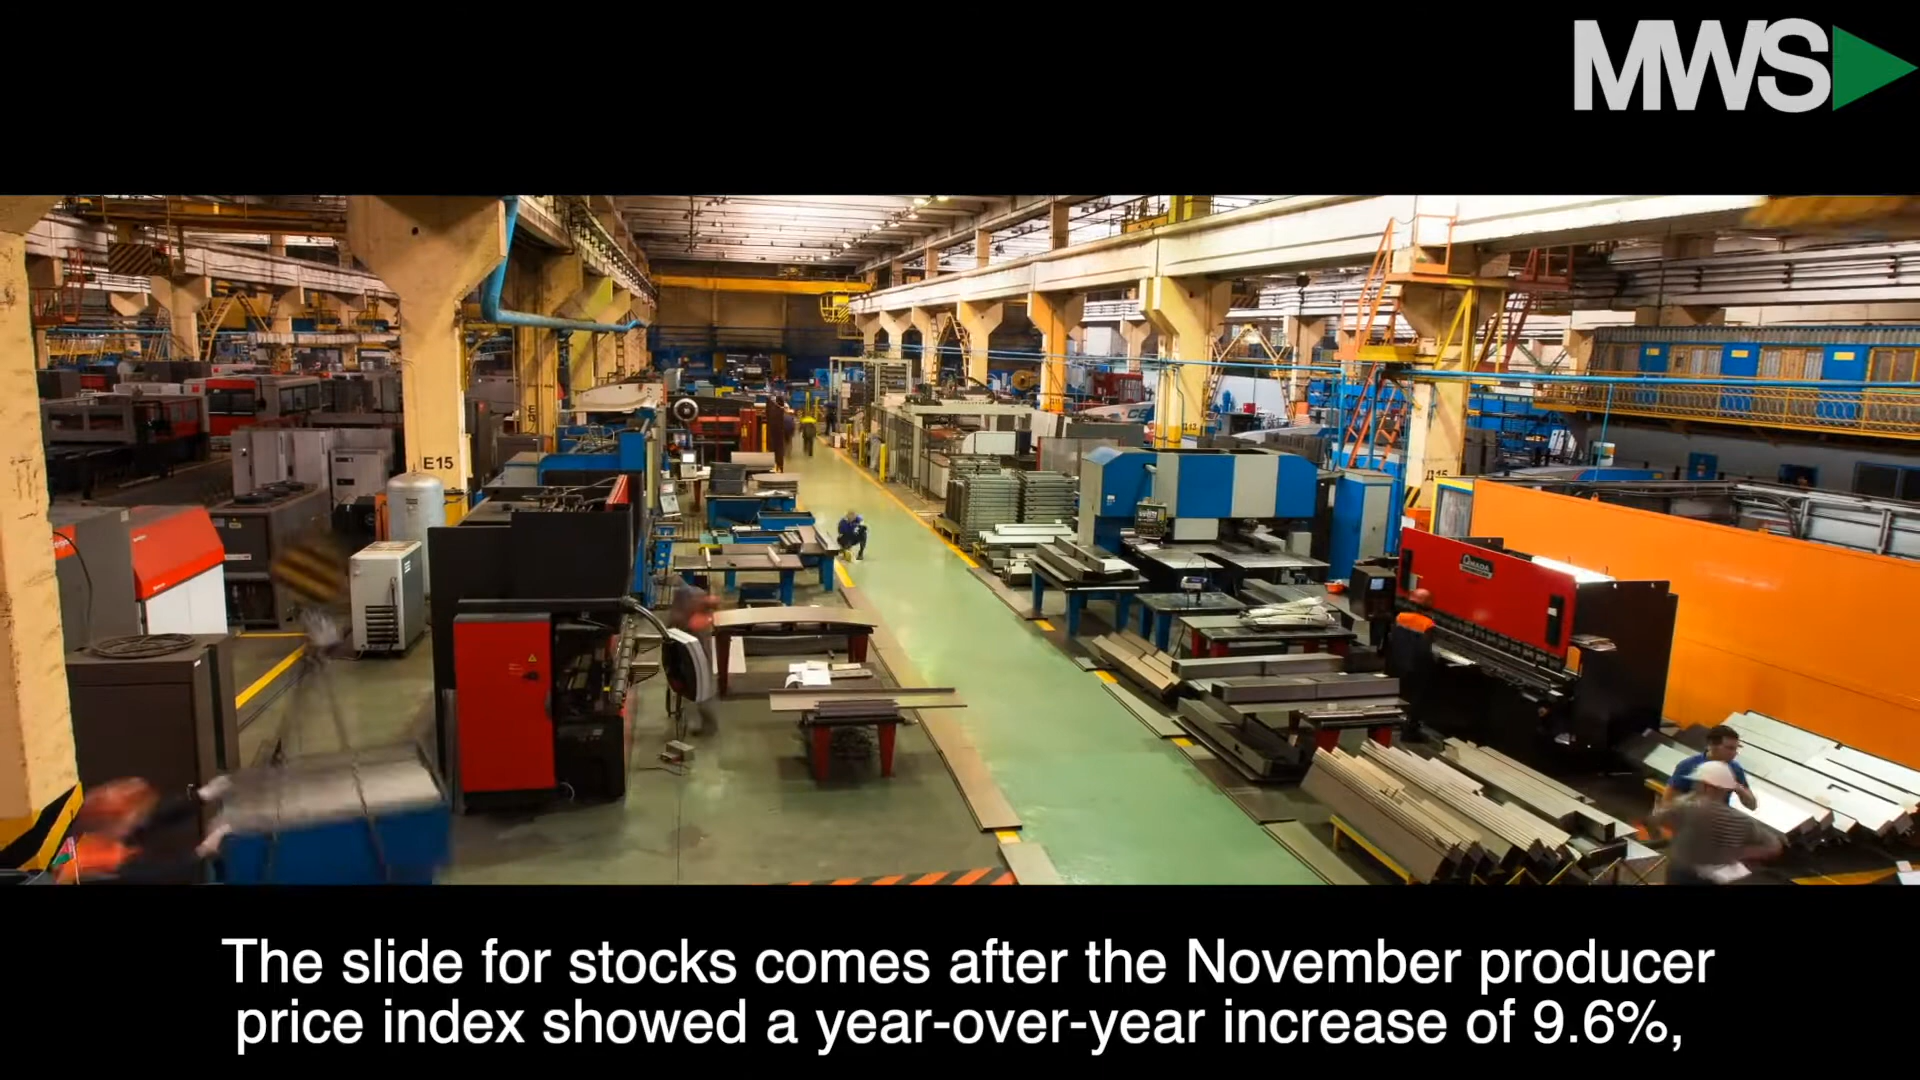 MWS
E15
Д15
AMADA
The slide for stocks comes after the November producer
price index showed a year-over-year increase of 9.6%,